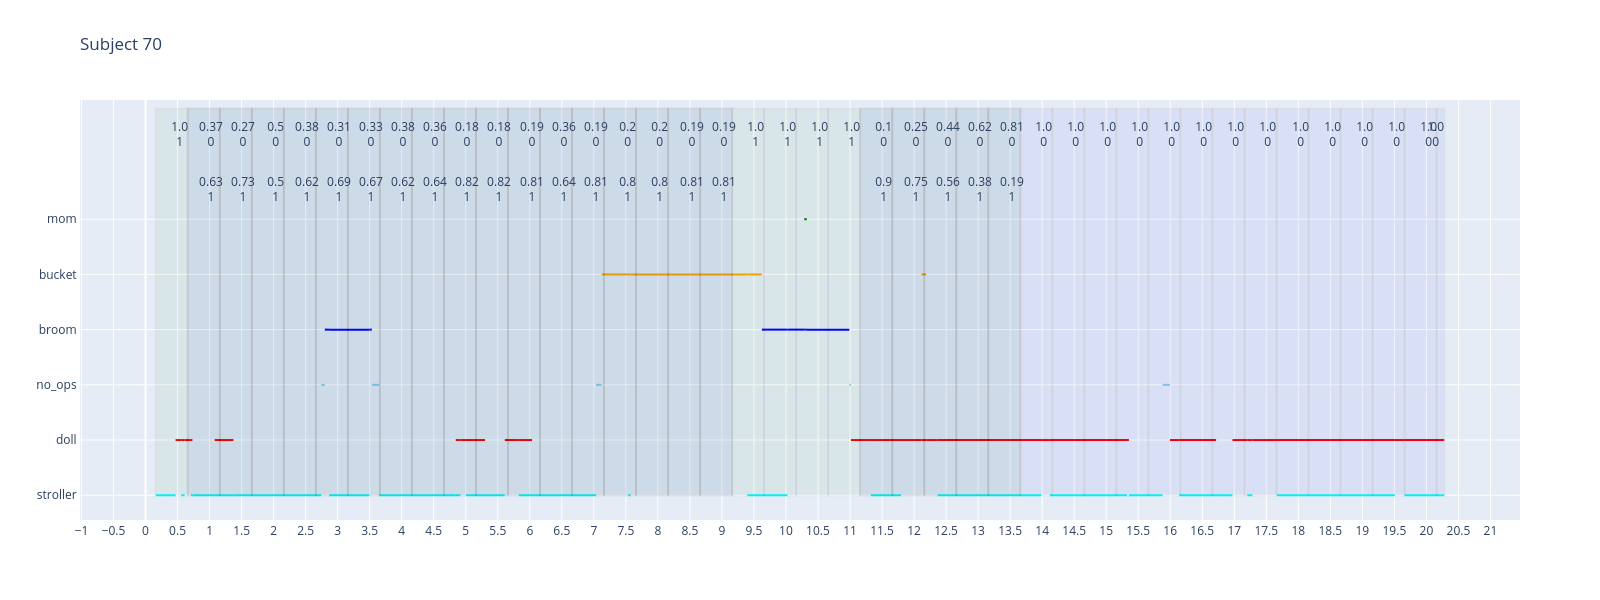 Subject 70
1.0 0.37 0.27 0.5 0.38 0.31 0.33 0.38 0.36 0.18 0.18 0.19 0.36 0.19 0.2 0.2 0.19 0.19 1.0 1.0 1.0 1.0 0.1 0.25 0.44 0.62 0.81 1.0 1.0 1.0 1.0 1.0 1.0 1.0 1.0 1.0 1.0 1.0 1.0 1.0
1 0 0 0 0 0 0 0 0 0 0 0 0 0 0 0 0 0 1 1 1 1 0 0 0 0 0 0 0 0 0 0 0 0 0 0 0 0 0 0 0
0.63 0.73 0.5 0.62 0.69 0.67 0.62 0.64 0.82 0.82 0.81 0.64 0.81 0.8 0.8 0.81 0.81 0.9 0.75 0.56 0.38 0.19
1 1 1 1 1 1 1 1 1 1 1 1 1 1 1 1 1 1 1 1 1 1
mom
bucket
broom
no_ops
doll
stroller
−1 −0.5 0 0.5 1 1.5 2 2.5 3 3.5 4 4.5 5 5.5 6 6.5 7 7.5 8 8.5 9 9.5 10 10.5 11 11.5 12 12.5 13 13.5 14 14.5 15 15.5 16 16.5 17 17.5 18 18.5 19 19.5 20 20.5 21